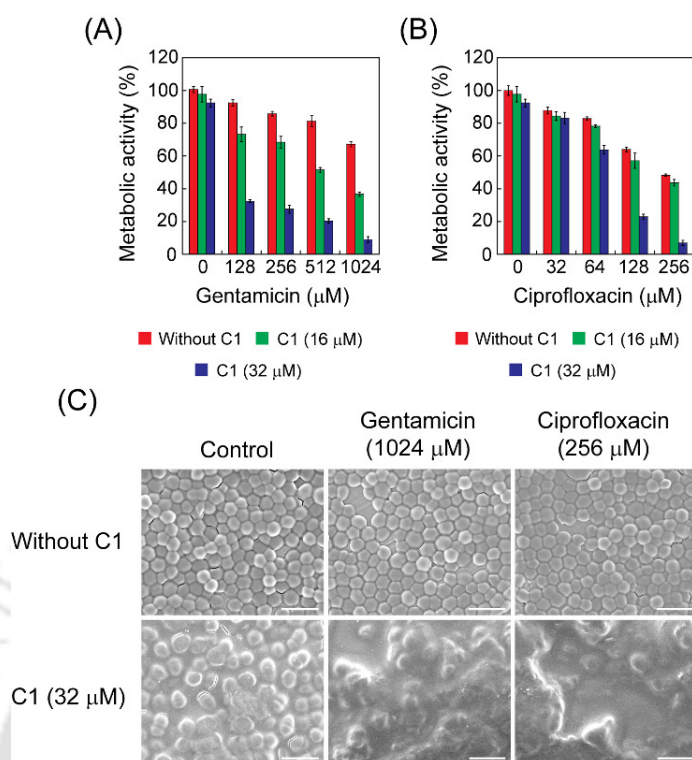 (A)
(B)
Metabolic activity (%)
120
100
80
60
40
20
0
0 128 256 512 1024
Gentamicin (μM)
Without C1 C1 (16 μM)
C1 (32 μM)
Metabolic activity (%)
120
100
80
60
40
20
0
0 32 64 128 256
Ciprofloxacin (μM)
Without C1 C1 (16 μM)
C1 (32 μM)
(C)
Control
Gentamicin
(1024 μM)
Ciprofloxacin
(256 μM)
Without C1
C1 (32 μM)